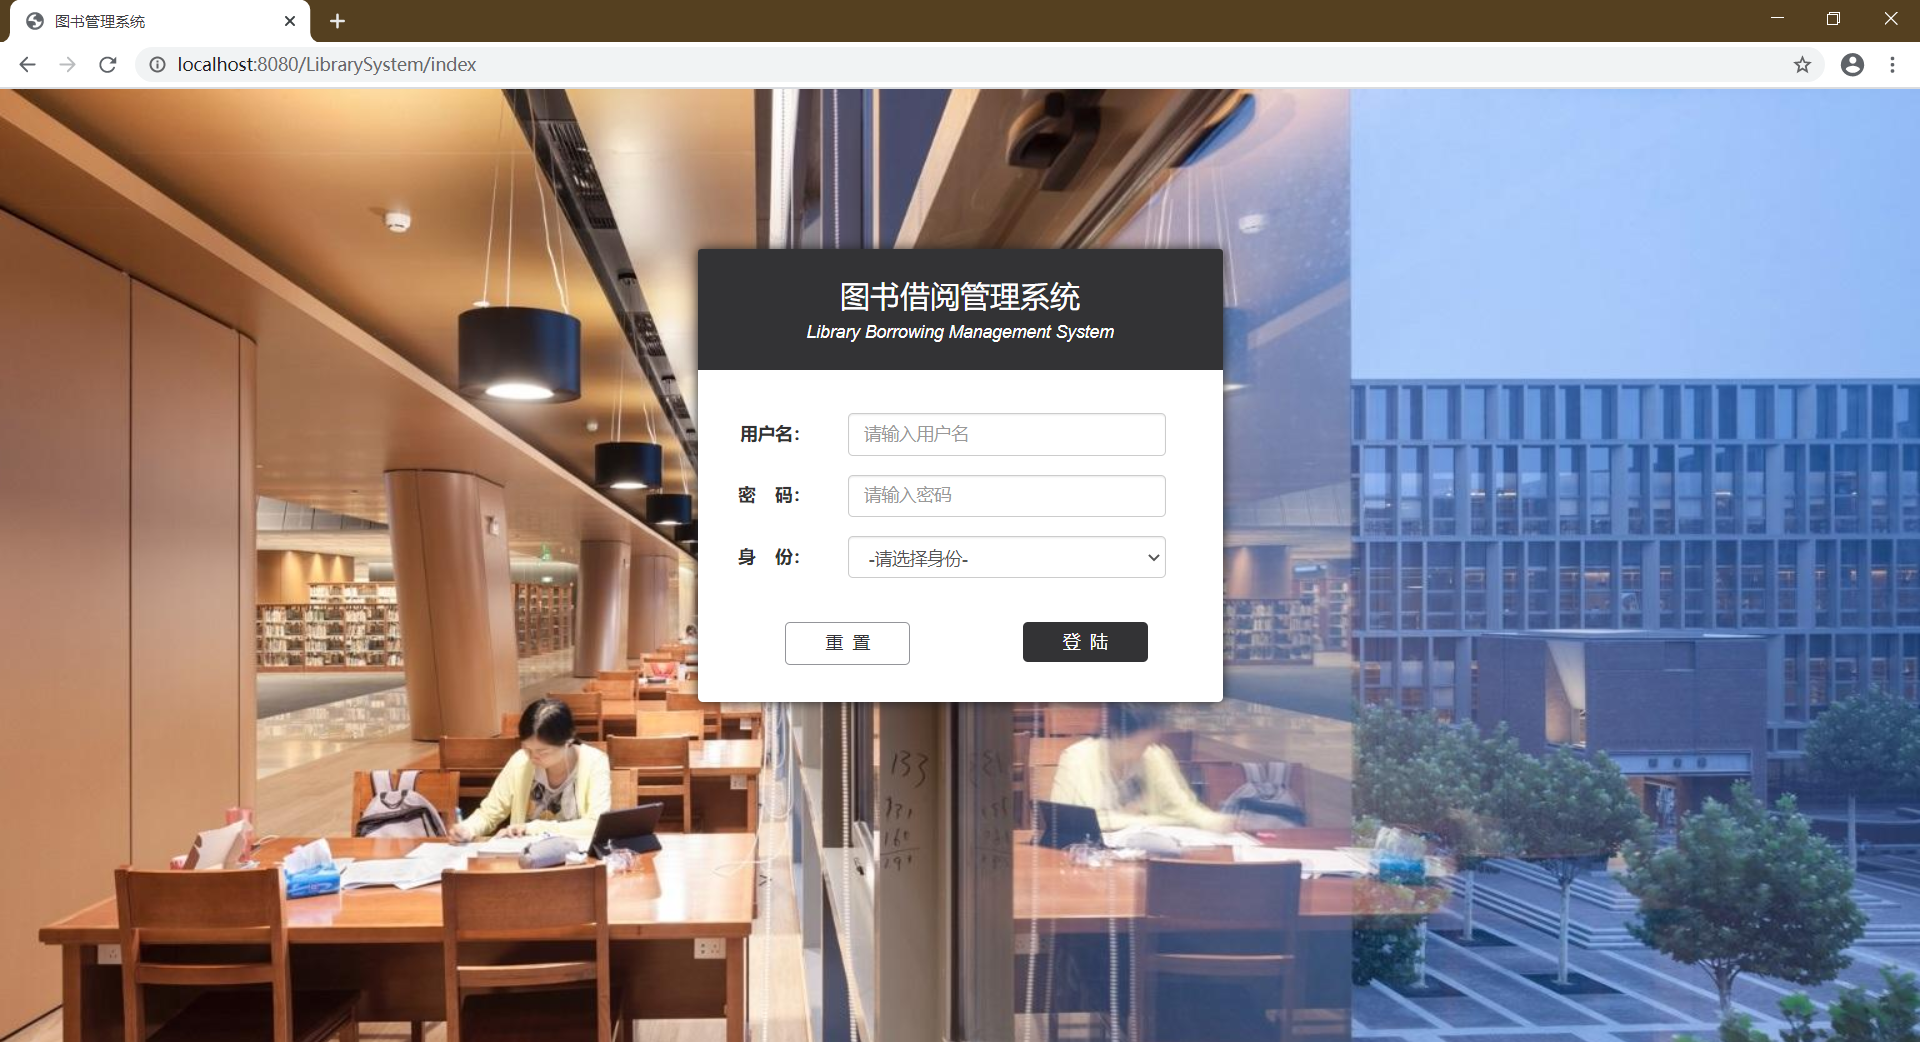 图书管理系统
localhost:8080/LibrarySystem/index
图书借阅管理系统
Library Borrowing Management System
用户名：
请输入用户名
密 码：
请输入密码
身 份：
-请选择身份-
重 置
登 陆
133